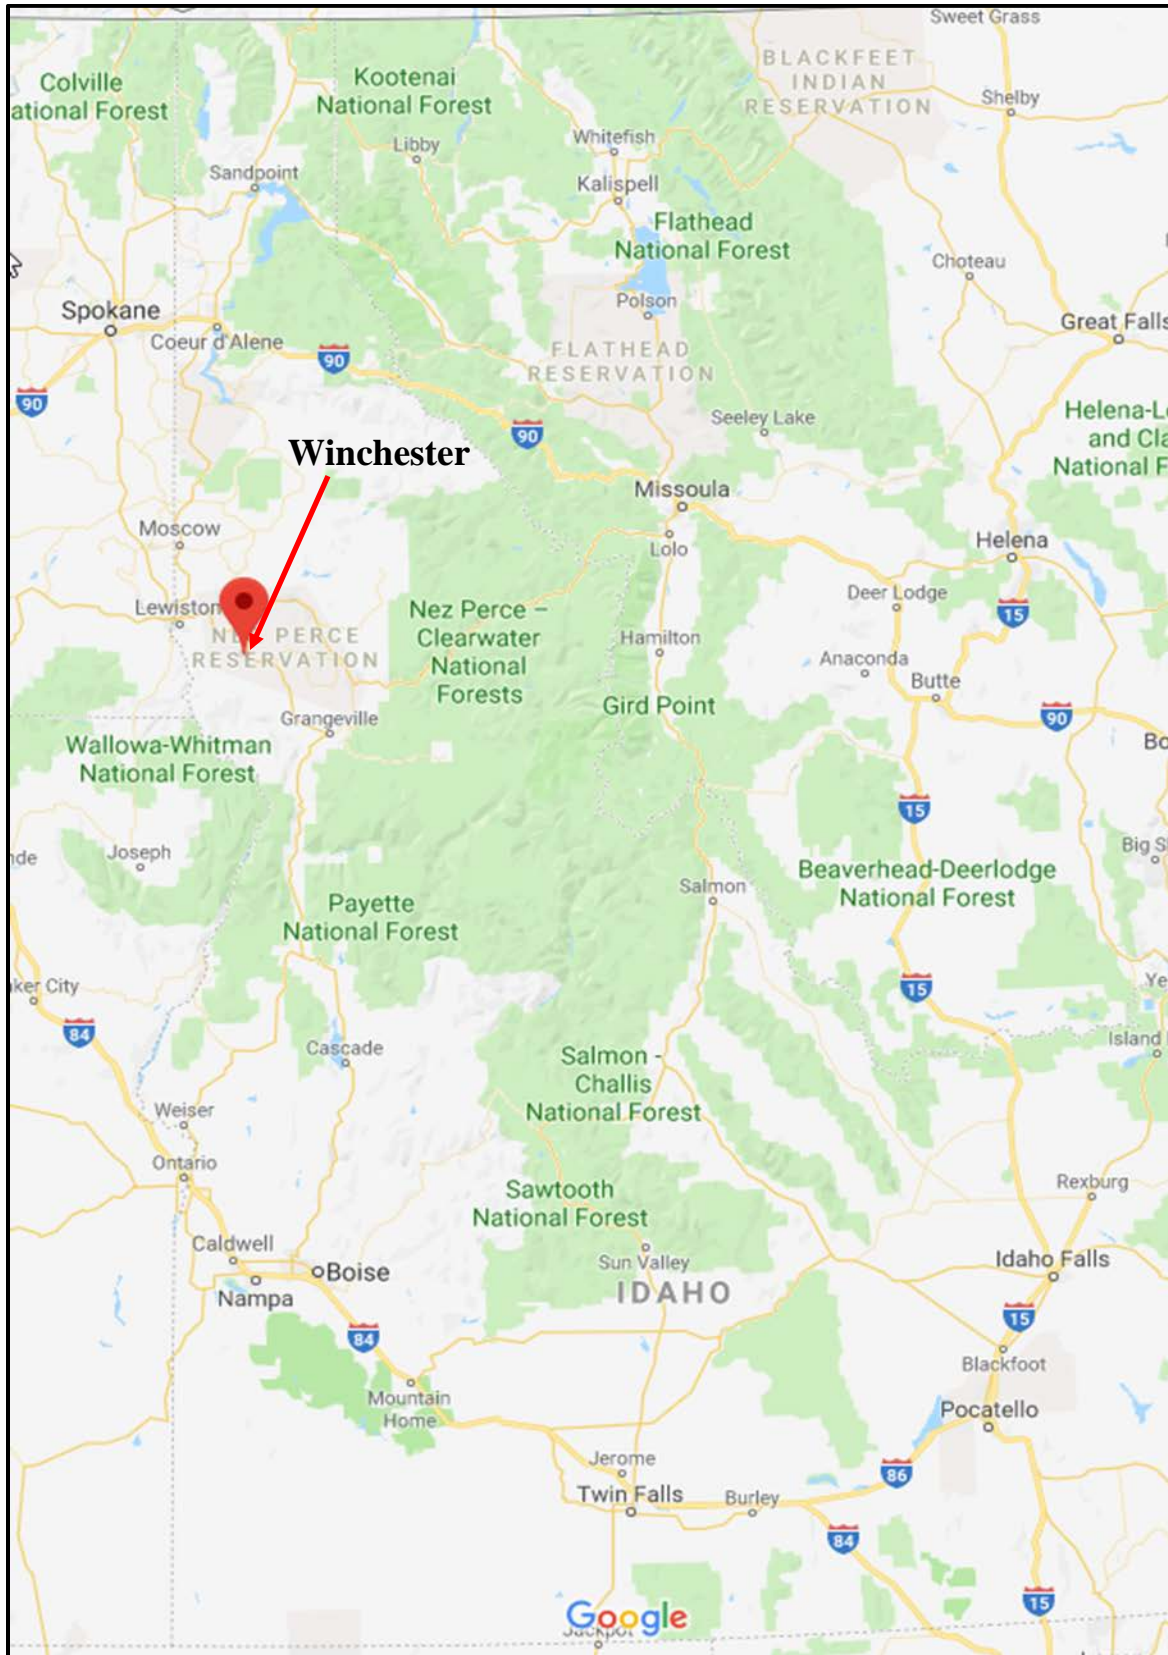 Sweet Grass
BLACKFEET
INDIAN
RESERVATION
Colville
ational Forest
Kootenai
National Forest
Shelby
Libby
Whitefish
Sandpoint
Kalispell
Flathead
National Forest
Choteau
Spokane
Polson
Great Falls
Coeur d'Alene
FLATHEAD
RESERVATION
90
90
90
Seeley Lake
Helena-L
and Cla
National F
Winchester
Missoula
Moscow
Lolo
Helena
Lewiston
Deer Lodge
15
Nez Perce –
Clearwater
National
Forests
NEZ PERCE
RESERVATION
Hamilton
Anaconda
Butte
Gird Point
Grangeville
90
Bo
Wallowa-Whitman
National Forest
15
Joseph
nde
Big S
Beaverhead-Deerlodge
National Forest
Salmon
Payette
National Forest
ker City
15
Ye
84
Island
Cascade
Salmon -
Challis
National Forest
Weiser
Ontario
Rexburg
Sawtooth
National Forest
Caldwell
Sun Valley
Idaho Falls
Boise
IDAHO
Nampa
15
84
Blackfoot
Mountain
Home
Pocatello
Jerome
86
Twin Falls
Burley
84
15
Google
Jackpot